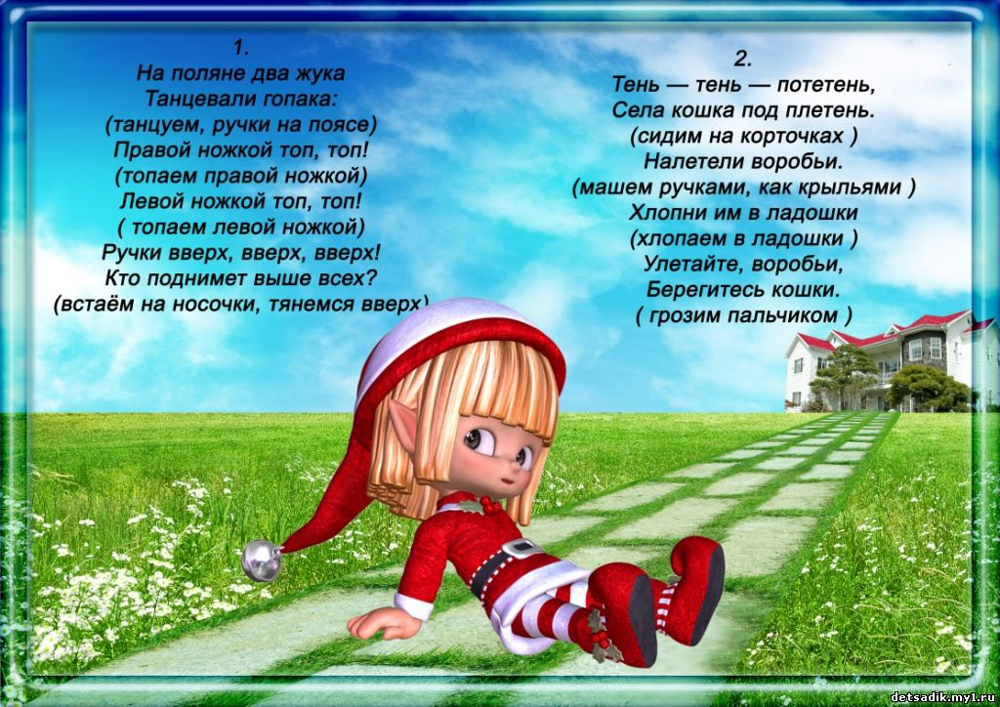 1.
На поляне два жука
Танцевали гопака:
(танцуем, ручки на поясе)
Правой ножкой топ, топ!
(топаем правой ножкой)
Левой ножкой топ, топ!
( топаем левой ножкой)
Ручки вверх, вверх, вверх!
Кто поднимет выше всех?
(встаём на носочки, тянемся вверх)
2.
Тень — тень — потетень,
Села кошка под плетень.
(сидим на корточках )
Налетели воробьи.
(машем ручками, как крыльями )
Хлопни им в ладошки
(хлопаем в ладошки )
Улетайте, воробьи,
Берегитесь кошки.
( грозим пальчиком )
detsadik.my1.ru